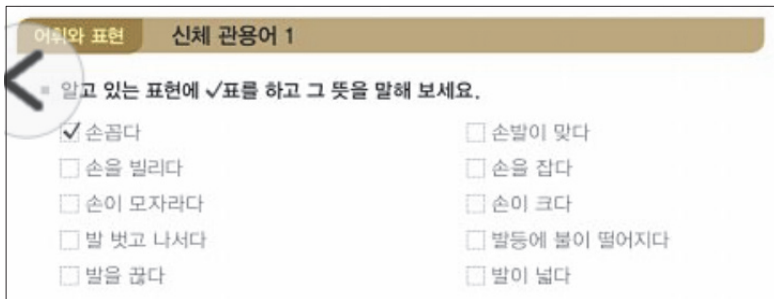 어휘와 표현 신체 관용어 1
알고 있는 표현에 √표를 하고 그 뜻을 말해 보세요.
손꼽다 손발이 맞다
손을 빌리다 손을 잡다
손이 모자라다 손이 크다
발 벗고 나서다 발등에 불이 떨어지다
발을 끊다 발이 넓다